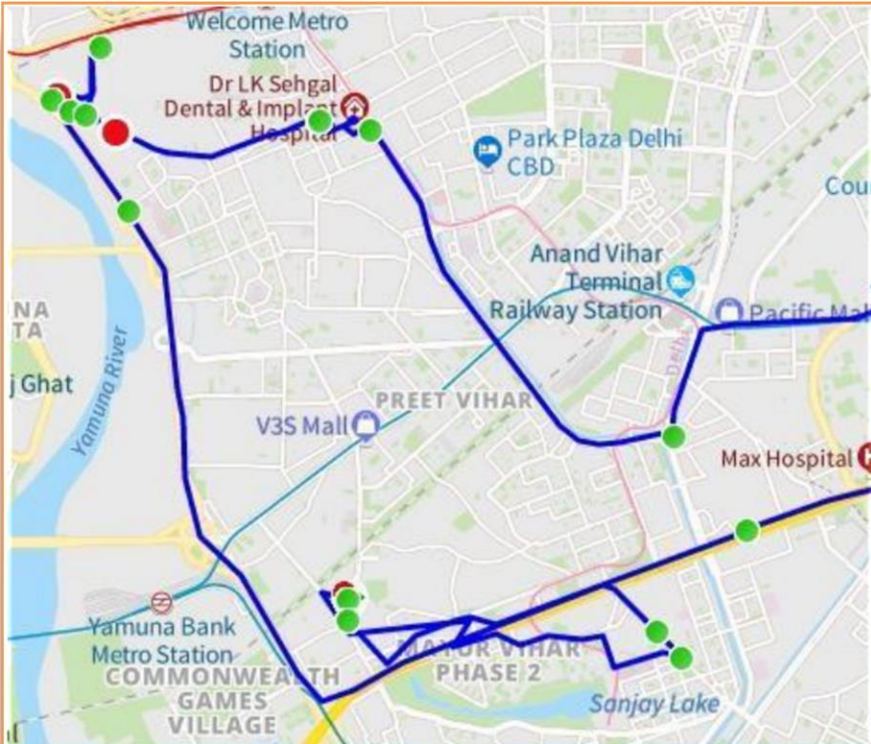 Welcome Metro
Station
Dr LK Sehgal
Dental & Implant
Hospital
Park Plaza Delhi
CBD
Cou
Anand Vihar
Terminal
Railway Station
Pacific Mal
Delhi
NA
TA
j Ghat
Yamuna River
PREET VIHAR
V3S Mall
Max Hospital
Yamuna Bank
Metro Station
MAYUR VIHAR
PHASE 2
COMMONWEALTH
GAMES
VILLAGE
Sanjay Lake